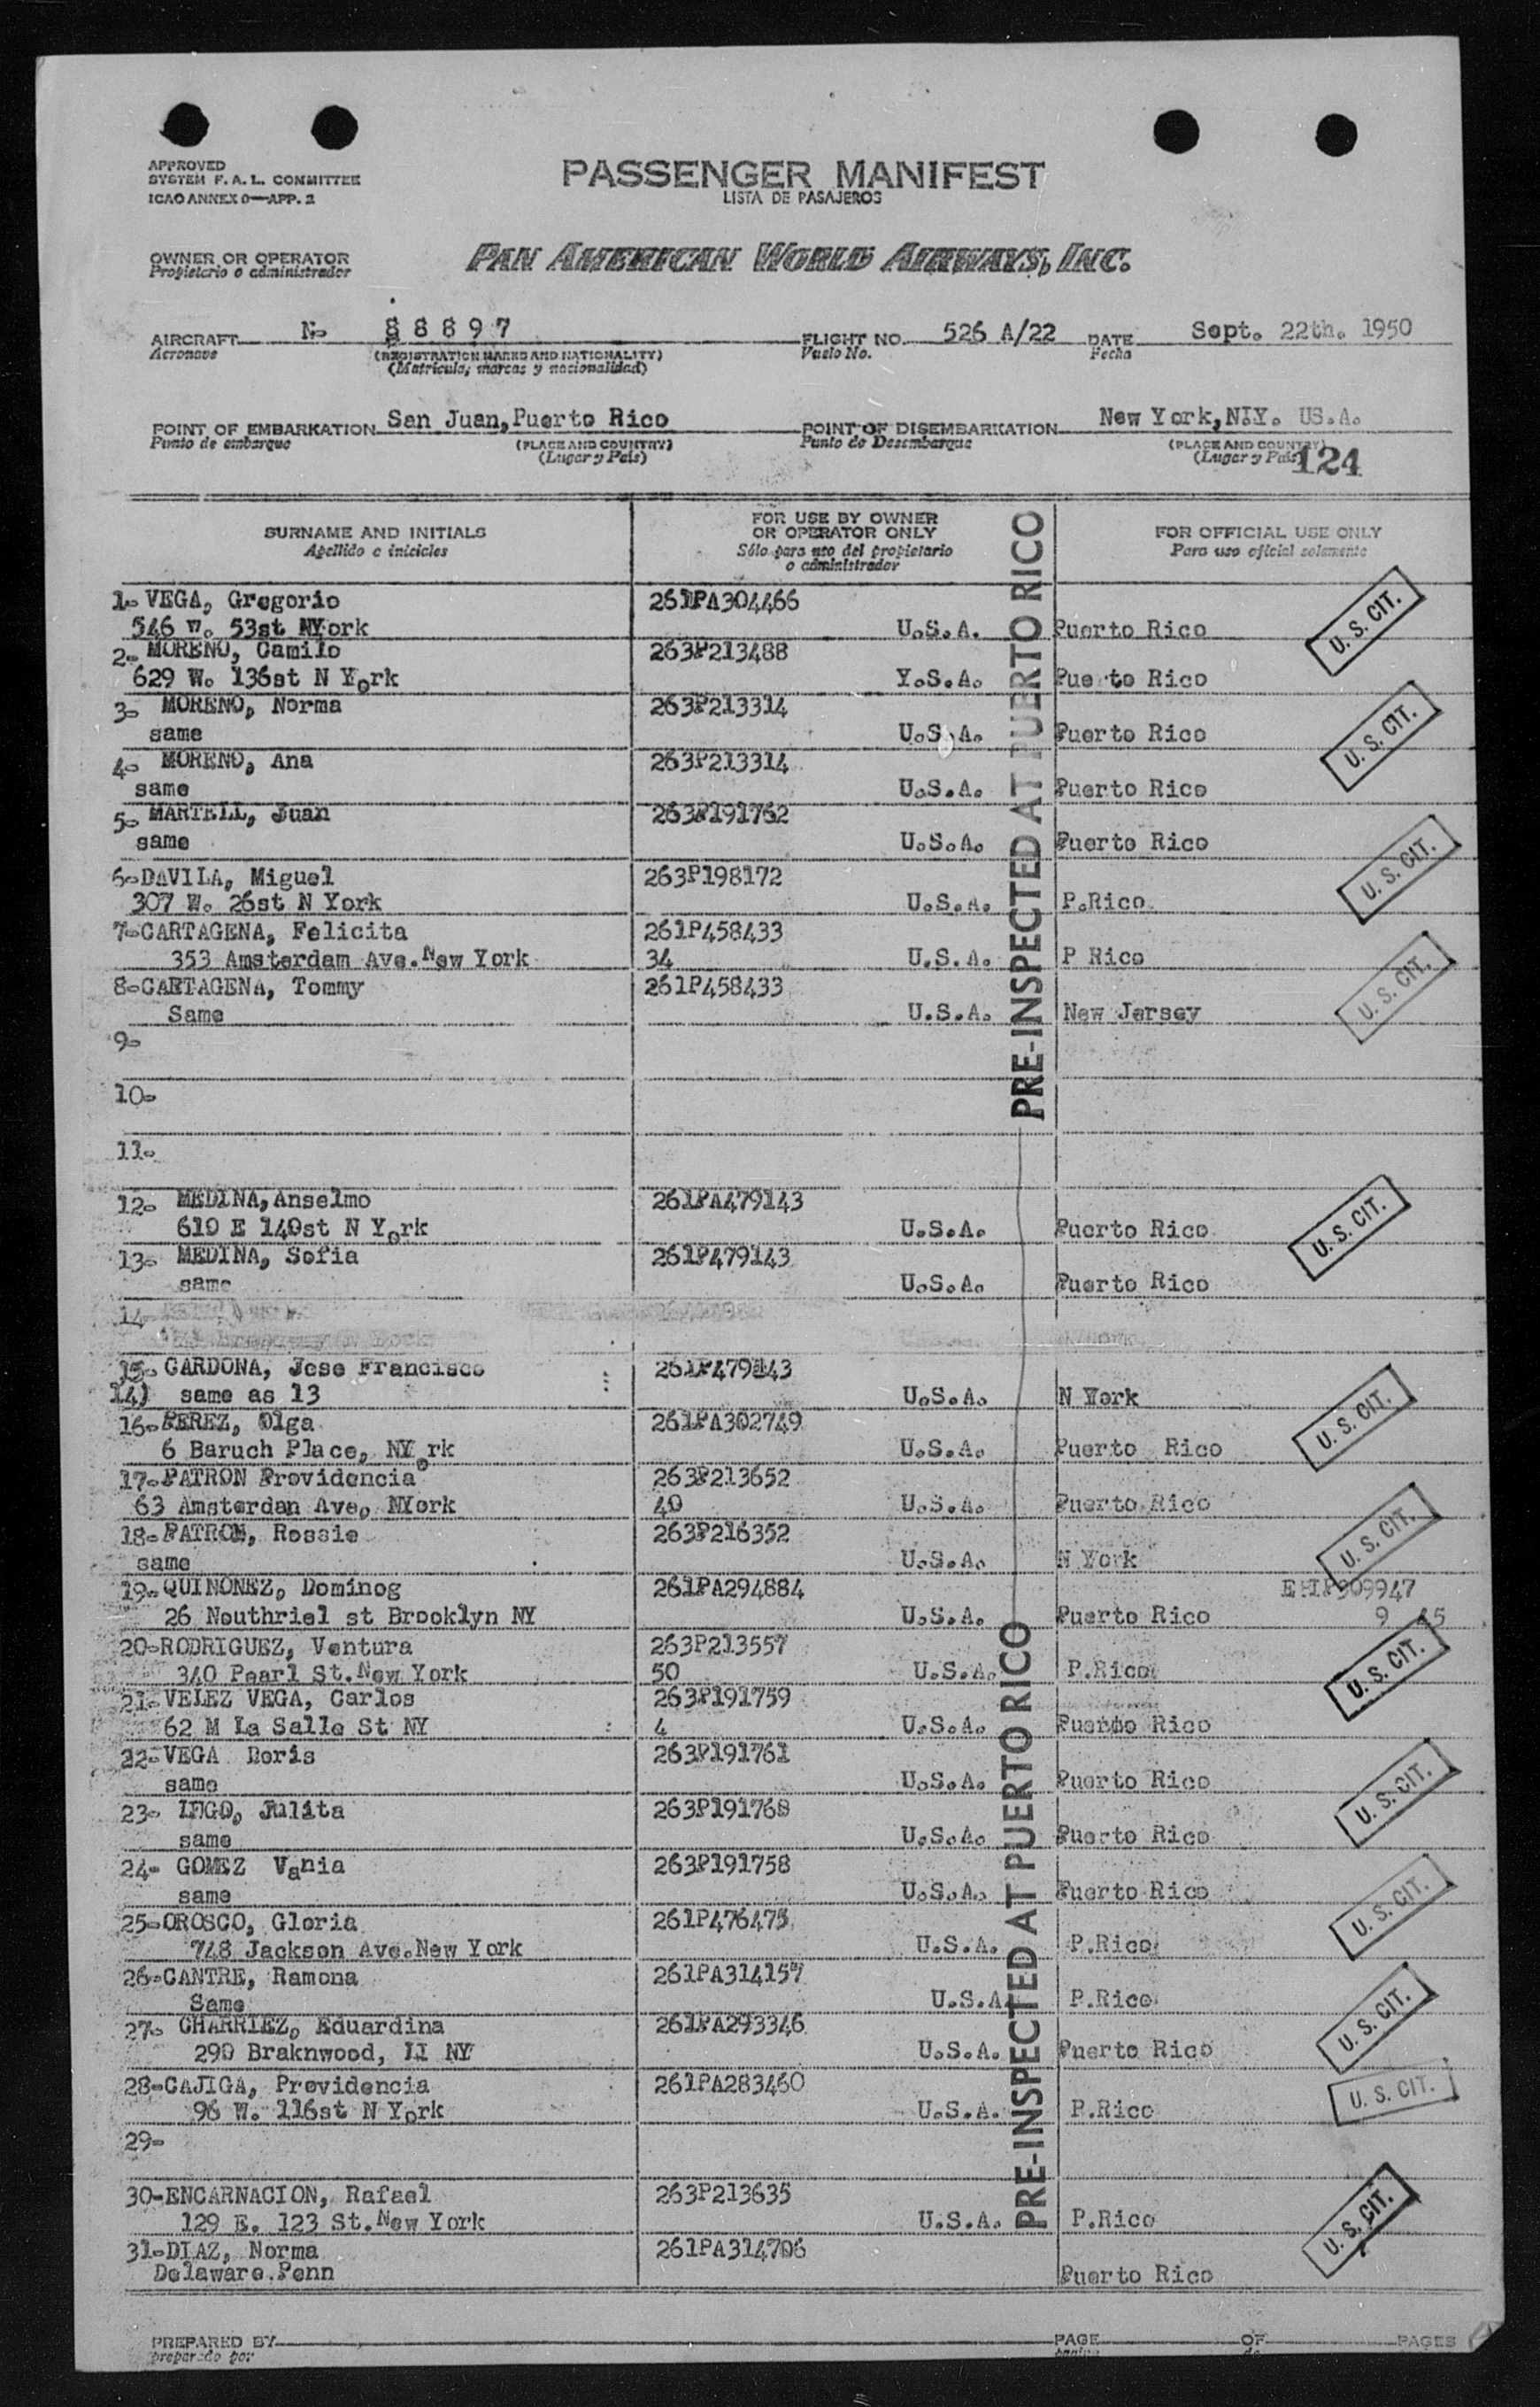 APPROVED
SYSTEM F. A. L. COMMITTEE
ICAO ANNEX 9—APP. 2
PASSENGER MANIFEST
LISTA DE PASAJEROS
OWNER OR OPERATOR
Propietario o administrador
PAN AMERICAN WORLD AIRWAYS, INC.
AIRCRAFT No 88897 FLIGHT NO. 526 A/22 DATE Sept. 22th. 1950
Aeronave (REGISTRATION MARKS AND NATIONALITY) Vuelo No. Fecha
(Matricula, marcas y nacionalidad)
POINT OF EMBARKATION San Juan, Puerto Rico POINT OF DISEMBARKATION New York, N.Y. US.A.
Punto de embarque (PLACE AND COUNTRY) Punto de Desembarque (PLACE AND COUNTRY)
(Lugar y Pais) (Lugar y Pais) 124
SURNAME AND INITIALS FOR USE BY OWNER OR OPERATOR ONLY FOR OFFICIAL USE ONLY
Apellido e iniciales Sólo para uso del propietario o administrador Para uso oficial solamente
PRE-INSPECTED AT PUERTO RICO
1- VEGA, Gregorio 261PA304466
546 W. 53st NYork U.S.A. Puerto Rico U. S. CIT.
2- MORENO, Camilo 263P213488
629 W. 136st N York Y.S.A. Pue to Rico
3- MORENO, Norma 263P213314
same U.S.A. Puerto Rico U. S. CIT.
4- MORENO, Ana 263P213314
same U.S.A. Puerto Rico
5- MARTELL, Juan 263P191762
same U.S.A. Puerto Rico
6-DAVILA, Miguel 263P198172
307 W. 26st N York U.S.A. P.Rico U. S. CIT.
7-CARTAGENA, Felicita 261P458433
353 Amsterdam Ave. New York 34 U.S.A. P Rico
8-CARTAGENA, Tommy 261P458433
Same U.S.A. New Jersey U. S. CIT.
9-
10-
11-
12- MEDINA, Anselmo 261PA479143
610 E 140st N York U.S.A. Puerto Rico U. S. CIT.
13- MEDINA, Sofia 261P479143
same U.S.A. Puerto Rico
14
15- CARDONA, Jose Francisco 261P479143
14) same as 13 U.S.A. N York U. S. CIT.
16-PEREZ, Olga 261PA302749
6 Baruch Place, NYork U.S.A. Puerto Rico
17-PATRON Providencia 263P213652
63 Amsterdan Ave, NYork 40 U.S.A. Puerto Rico
18-PATRON, Rossie 263P216352
same U.S.A. N York U. S. CIT.
19-QUINONEZ, Dominog 261PA294884
26 Nouthriel st Brooklyn NY U.S.A. Puerto Rico
20-RODRIGUEZ, Ventura 263P213557
340 Pearl St. New York 50 U.S.A. P.Rico U. S. CIT.
21-VELEZ VEGA, Carlos 263P191759
62 M La Salle St NY 4 U.S.A. Puerto Rico
22-VEGA Doris 263P191761
same U.S.A. Puerto Rico U. S. CIT.
23- Julita 263P191768
same U.S.A. Puerto Rico
24- GOMEZ Vania 263P191758
same U.S.A. Puerto Rico
25-OROSCO, Gloria 261P476475
748 Jackson Ave. New York U.S.A. P.Rico U. S. CIT.
26-CANTRE, Ramona 261PA314157
Same U.S.A P.Rico
27- CHARRIEZ, Eduardina 261PA293346
290 Braknwood, NY U.S.A. Puerto Rico U. S. CIT.
28-CAJIGA, Providencia 261PA283460
96 W. 116st N York U.S.A. P.Rico U. S. CIT.
29-
30-ENCARNACION, Rafael 263P213635
129 E. 123 St. New York U.S.A. P.Rico U. S. CIT.
31-DIAZ, Norma 261PA314706
Delaware.Penn Puerto Rico
PRE-INSPECTED AT PUERTO RICO
PREPARED BY PAGE OF PAGES
preparado por pagina de